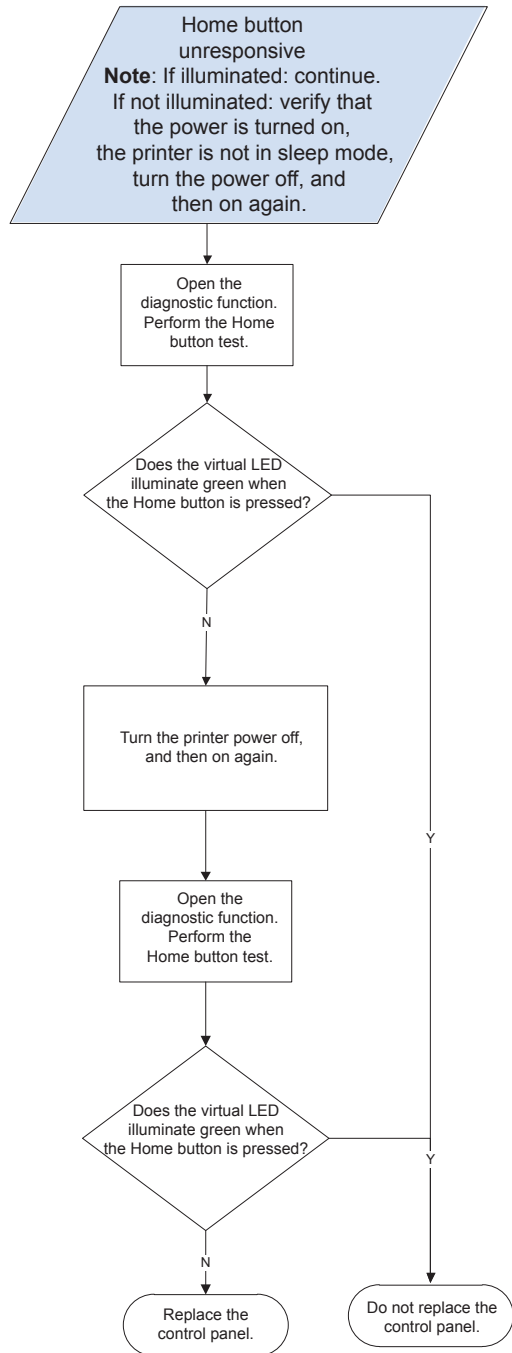 Home button
unresponsive
Note: If illuminated: continue.
If not illuminated: verify that
the power is turned on,
the printer is not in sleep mode,
turn the power off, and
then on again.
Open the
diagnostic function.
Perform the Home
button test.
Does the virtual LED
illuminate green when
the Home button is pressed?
N
Turn the printer power off,
and then on again.
Y
Open the
diagnostic function.
Perform the
Home button test.
Does the virtual LED
illuminate green when
the Home button is pressed?
Y
N
Replace the
control panel.
Do not replace the
control panel.